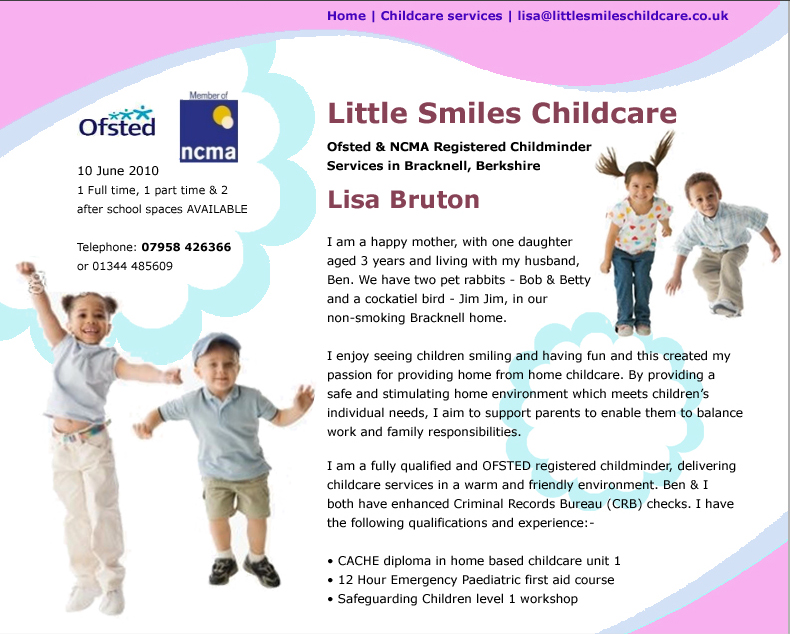 Home | Childcare services | lisa@littlesmileschildcare.co.uk
Ofsted
Member of
ncma
10 June 2010
1 Full time, 1 part time & 2
after school spaces AVAILABLE
Telephone: 07958 426366
or 01344 485609
Little Smiles Childcare
Ofsted & NCMA Registered Childminder
Services in Bracknell, Berkshire
Lisa Bruton
I am a happy mother, with one daughter
aged 3 years and living with my husband,
Ben. We have two pet rabbits - Bob & Betty
and a cockatiel bird - Jim Jim, in our
non-smoking Bracknell home.
I enjoy seeing children smiling and having fun and this created my
passion for providing home from home childcare. By providing a
safe and stimulating home environment which meets children’s
individual needs, I aim to support parents to enable them to balance
work and family responsibilities.
I am a fully qualified and OFSTED registered childminder, delivering
childcare services in a warm and friendly environment. Ben & I
both have enhanced Criminal Records Bureau (CRB) checks. I have
the following qualifications and experience:-
• CACHE diploma in home based childcare unit 1
• 12 Hour Emergency Paediatric first aid course
• Safeguarding Children level 1 workshop